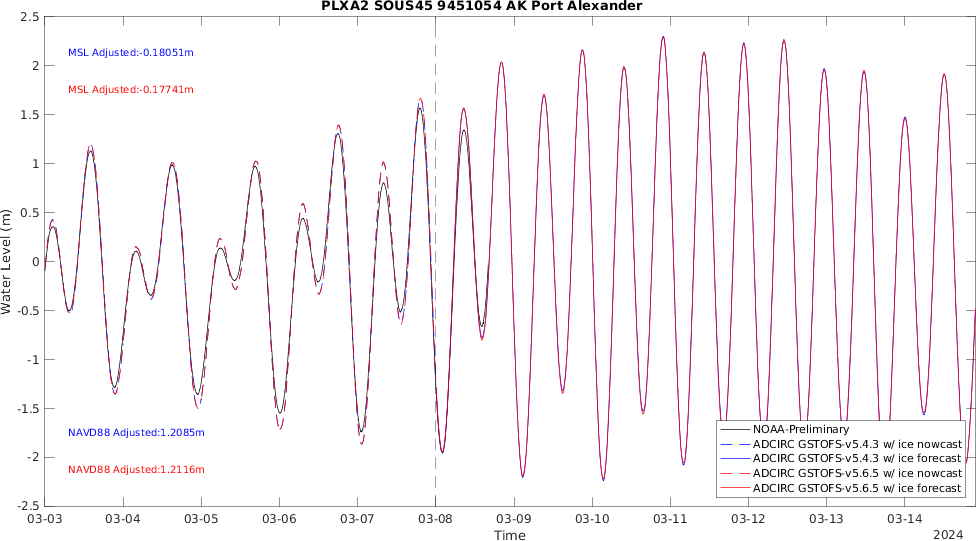 PLXA2 SOUS45 9451054 AK Port Alexander
2.5
2
1.5
1
0.5
0
-0.5
-1
-1.5
-2
-2.5
Water Level (m)
MSL Adjusted:-0.18051m
MSL Adjusted:-0.17741m
NAVD88 Adjusted:1.2085m
NAVD88 Adjusted:1.2116m
NOAA-Preliminary
ADCIRC GSTOFS-v5.4.3 w/ ice nowcast
ADCIRC GSTOFS-v5.4.3 w/ ice forecast
ADCIRC GSTOFS-v5.6.5 w/ ice nowcast
ADCIRC GSTOFS-v5.6.5 w/ ice forecast
03-03 03-04 03-05 03-06 03-07 03-08 03-09 03-10 03-11 03-12 03-13 03-14
Time
2024